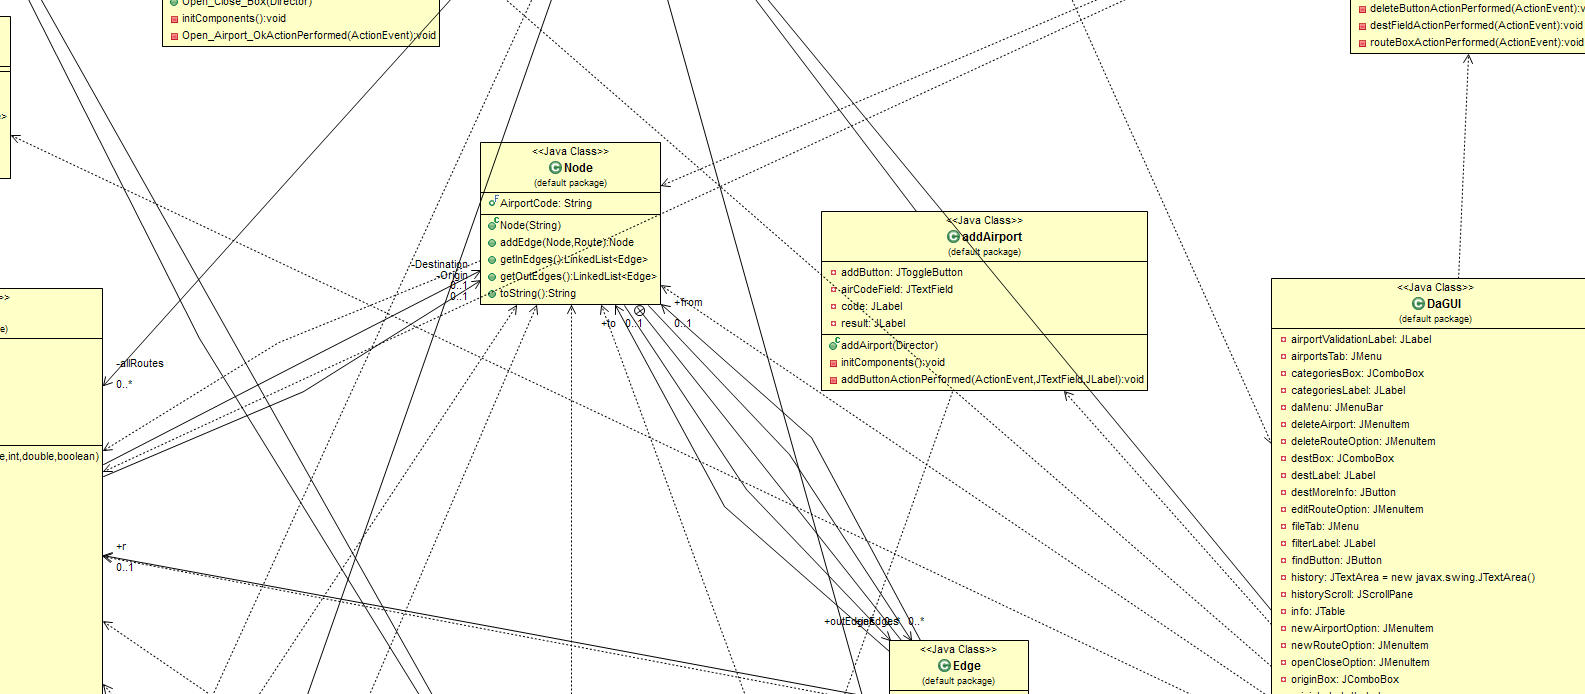 Open_Close_Box(Director)
initComponents():void
Open_Airport_OkActionPerformed(ActionEvent):void
deleteButtonActionPerformed(ActionEvent):v
destFieldActionPerformed(ActionEvent):void
routeBoxActionPerformed(ActionEvent):void
>
<<Java Class>>
Node
(default package)
AirportCode: String
Node(String)
addEdge(Node,Route):Node
getInEdges():LinkedList<Edge>
getOutEdges():LinkedList<Edge>
toString():String
-Destination
-Origin
0..1
0..1
+to
0..1
+from
0..1
<<Java Class>>
addAirport
(default package)
addButton: JToggleButton
airCodeField: JTextField
code: JLabel
result: JLabel
addAirport(Director)
initComponents():void
addButtonActionPerformed(ActionEvent,JTextField,JLabel):void
>>
e)
e,int,double,boolean)
-allRoutes
0..*
+r
0..1
<<Java Class>>
DaGUI
(default package)
airportValidationLabel: JLabel
airportsTab: JMenu
categoriesBox: JComboBox
categoriesLabel: JLabel
daMenu: JMenuBar
deleteAirport: JMenuItem
deleteRouteOption: JMenuItem
destBox: JComboBox
destLabel: JLabel
destMoreInfo: JButton
editRouteOption: JMenuItem
fileTab: JMenu
filterLabel: JLabel
findButton: JButton
history: JTextArea = new javax.swing.JTextArea()
historyScroll: JScrollPane
info: JTable
newAirportOption: JMenuItem
newRouteOption: JMenuItem
openCloseOption: JMenuItem
originBox: JComboBox
0..*
<<Java Class>>
Edge
(default package)